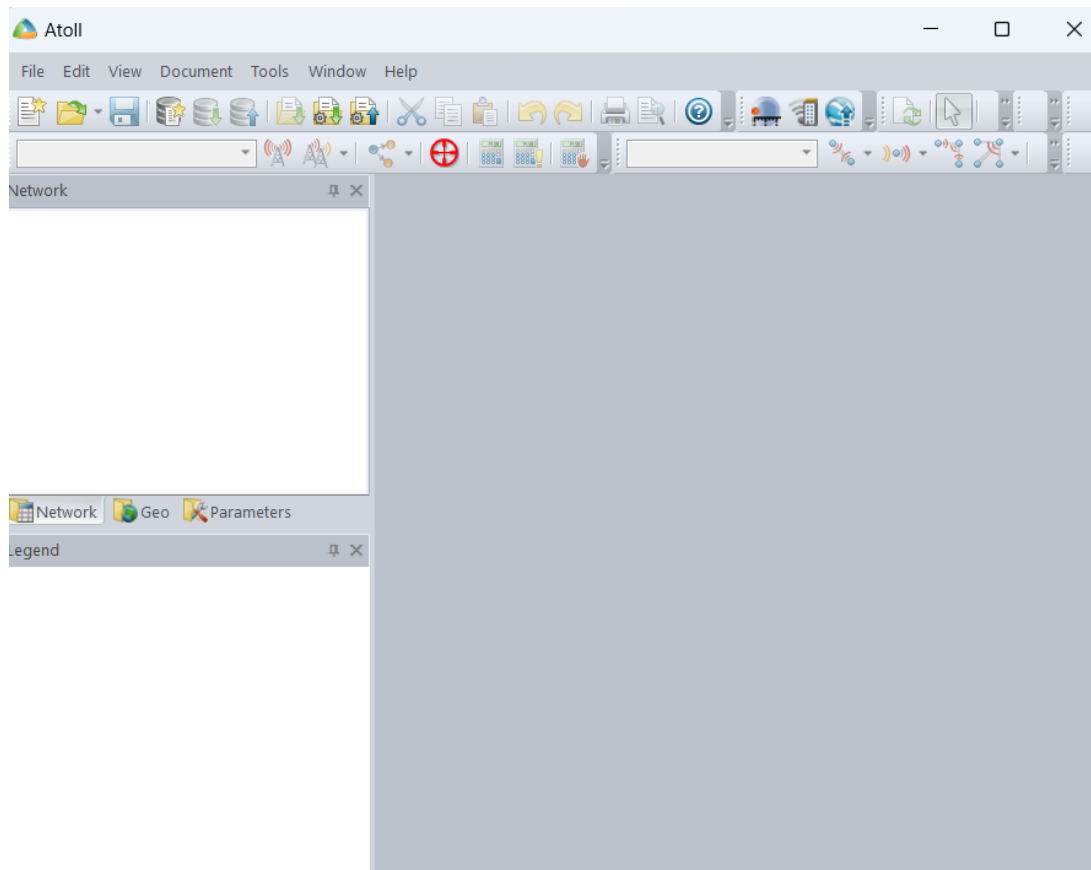 Atoll
File Edit View Document Tools Window Help
Network
Network Geo Parameters
Legend